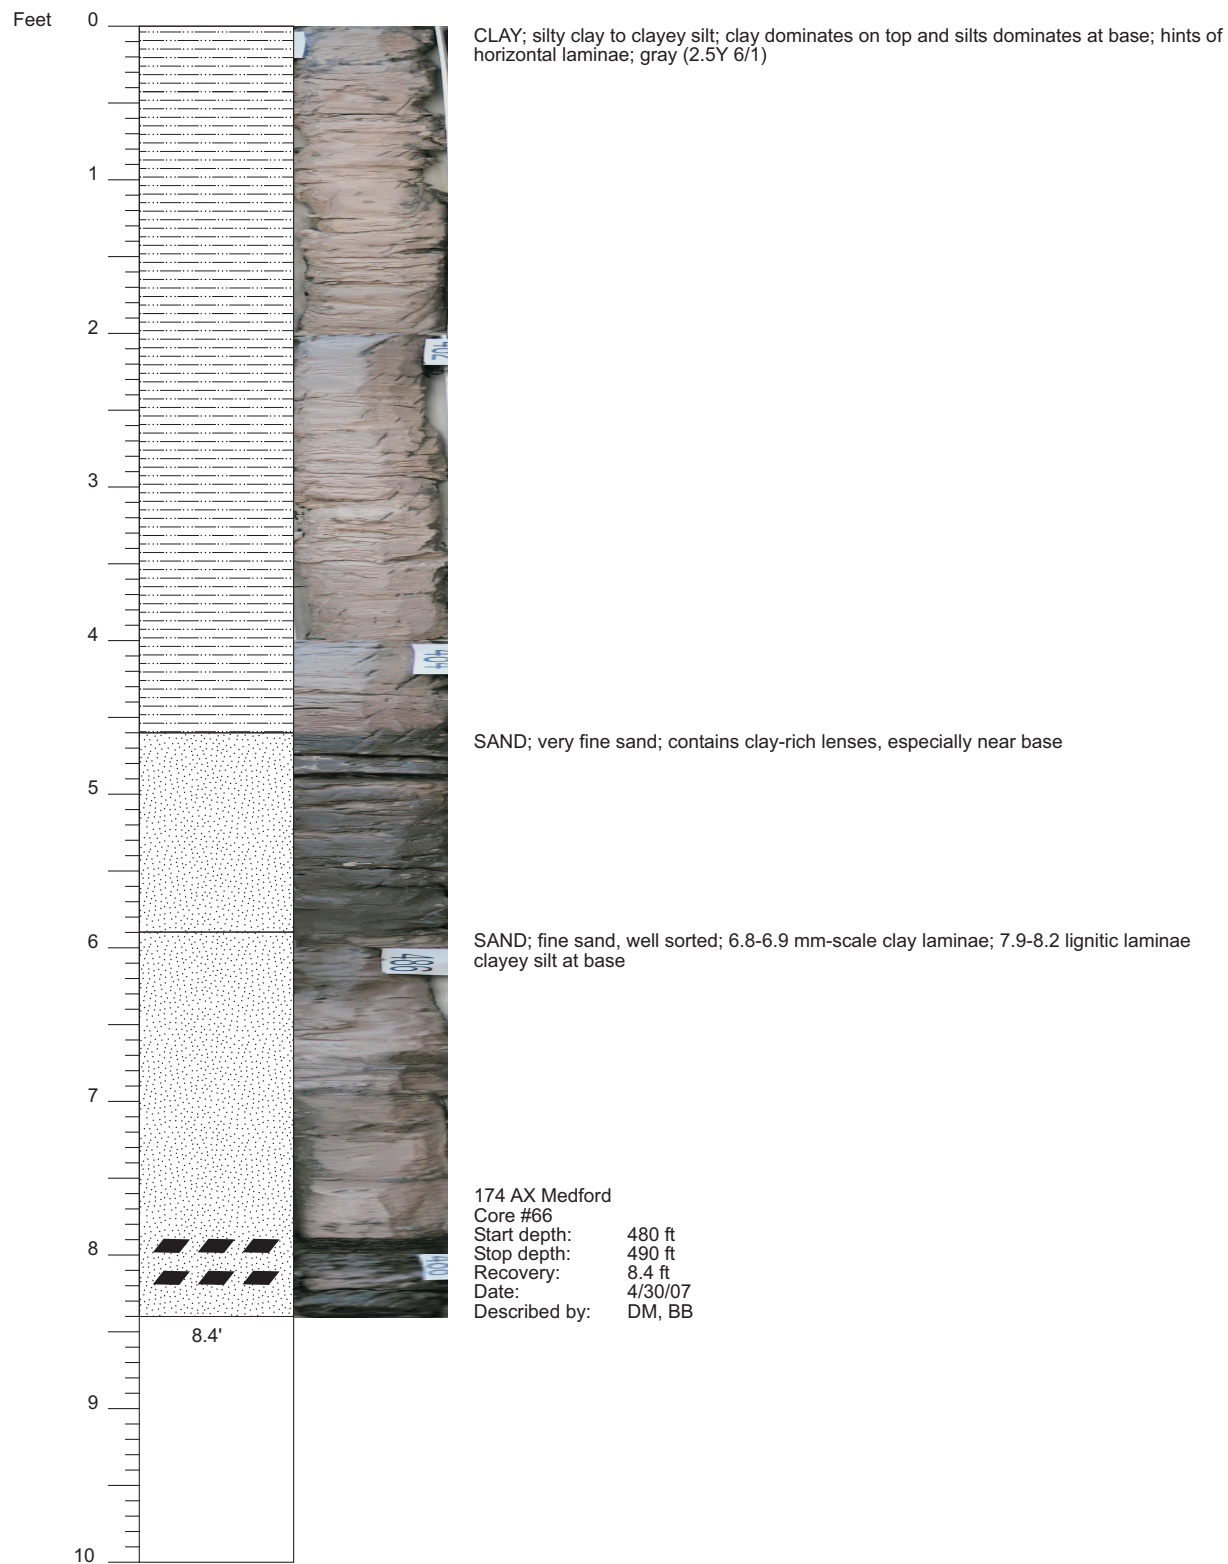 Feet
0
CLAY; silty clay to clayey silt; clay dominates on top and silts dominates at base; hints of
horizontal laminae; gray (2.5Y 6/1)
1
2
3
4
SAND; very fine sand; contains clay-rich lenses, especially near base
5
6
SAND; fine sand, well sorted; 6.8-6.9 mm-scale clay laminae; 7.9-8.2 lignitic laminae
clayey silt at base
486
7
174 AX Medford
Core #66
Start depth: 480 ft
Stop depth: 490 ft
Recovery: 8.4 ft
Date: 4/30/07
Described by: DM, BB
8
8.4'
9
10